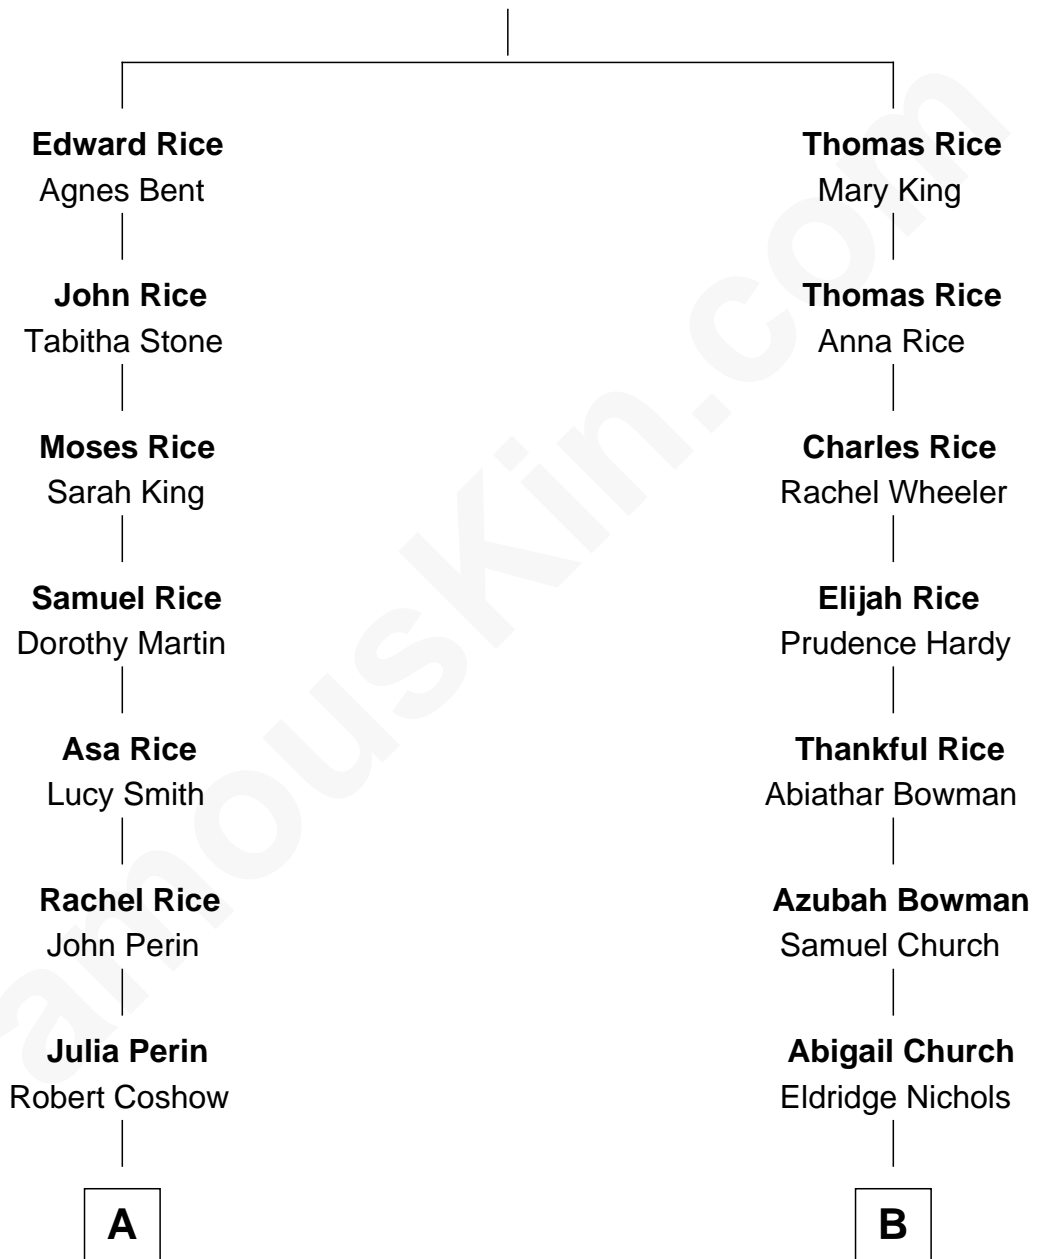 Edward Rice
Agnes Bent
John Rice
Tabitha Stone
Moses Rice
Sarah King
Samuel Rice
Dorothy Martin
Asa Rice
Lucy Smith
Rachel Rice
John Perin
Julia Perin
Robert Coshow
A
Thomas Rice
Mary King
Thomas Rice
Anna Rice
Charles Rice
Rachel Wheeler
Elijah Rice
Prudence Hardy
Thankful Rice
Abiathar Bowman
Azubah Bowman
Samuel Church
Abigail Church
Eldridge Nichols
B
amouskin.com